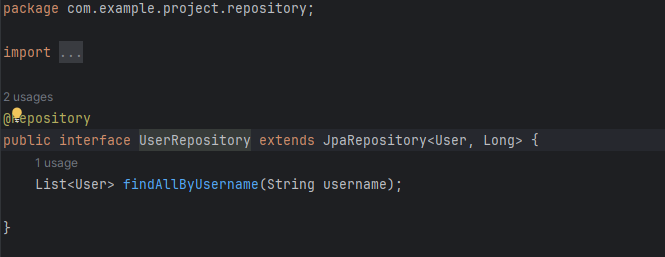 package com.example.project.repository;
import ...
2 usages
@Repository
public interface UserRepository extends JpaRepository<User, Long> {
1 usage
List<User> findAllByUsername(String username);
}